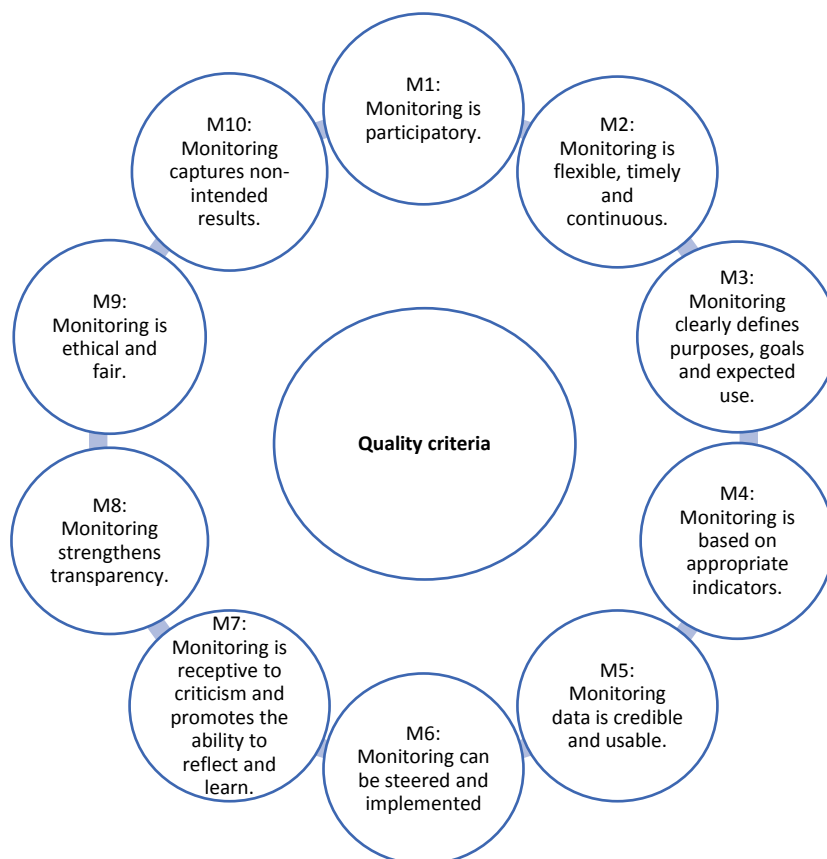 M1:
Monitoring is
participatory.
M2:
Monitoring is
flexible, timely
and
continuous.
M3:
Monitoring
clearly defines
purposes, goals
and expected
use.
M4:
Monitoring is
based on
appropriate
indicators.
M5:
Monitoring
data is credible
and usable.
M6:
Monitoring can
be steered and
implemented
M7:
Monitoring is
receptive to
criticism and
promotes the
ability to
reflect and
learn.
M8:
Monitoring
strengthens
transparency.
M9:
Monitoring is
ethical and
fair.
M10:
Monitoring
captures non-
intended
results.
Quality criteria